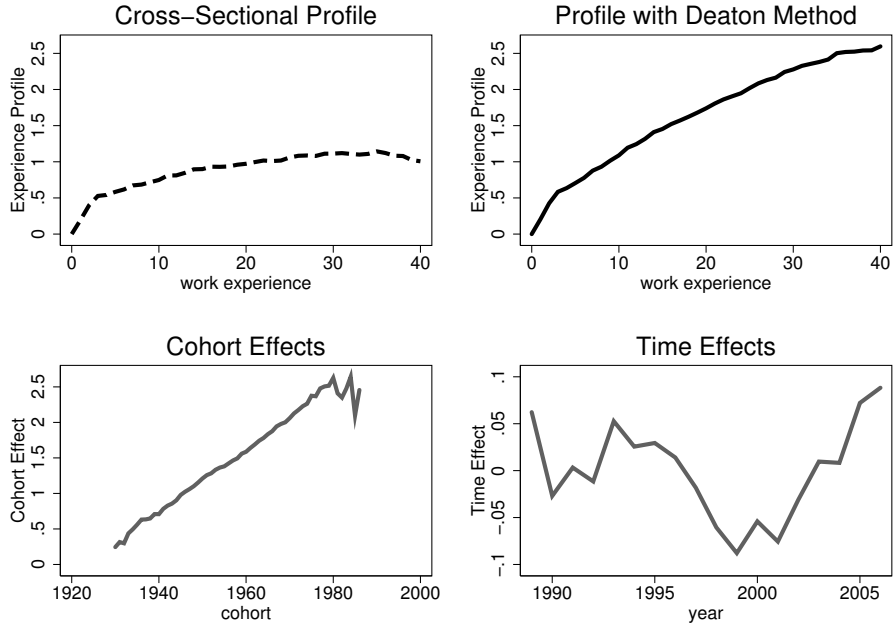 Cross−Sectional Profile
Experience Profile
0 .5 1 1.5 2 2.5
0 10 20 30 40
work experience
Profile with Deaton Method
Experience Profile
0 .5 1 1.5 2 2.5
0 10 20 30 40
work experience
Cohort Effects
Cohort Effect
0 .5 1 1.5 2 2.5
1920 1940 1960 1980 2000
cohort
Time Effects
Time Effect
−.1 −.05 0 .05 .1
1990 1995 2000 2005
year